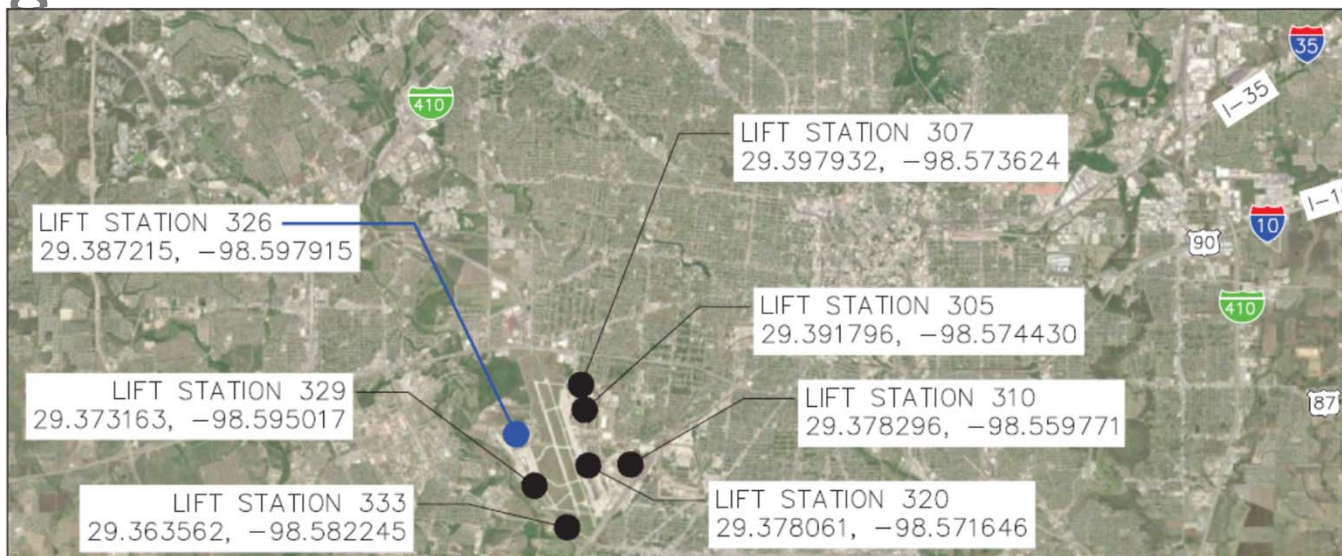 35
I-35
410
LIFT STATION 307
29.397932, -98.573624
LIFT STATION 326
29.387215, -98.597915
10
90
LIFT STATION 305
29.391796, -98.574430
410
LIFT STATION 329
29.373163, -98.595017
LIFT STATION 310
29.378296, -98.559771
87
LIFT STATION 333
29.363562, -98.582245
LIFT STATION 320
29.378061, -98.571646